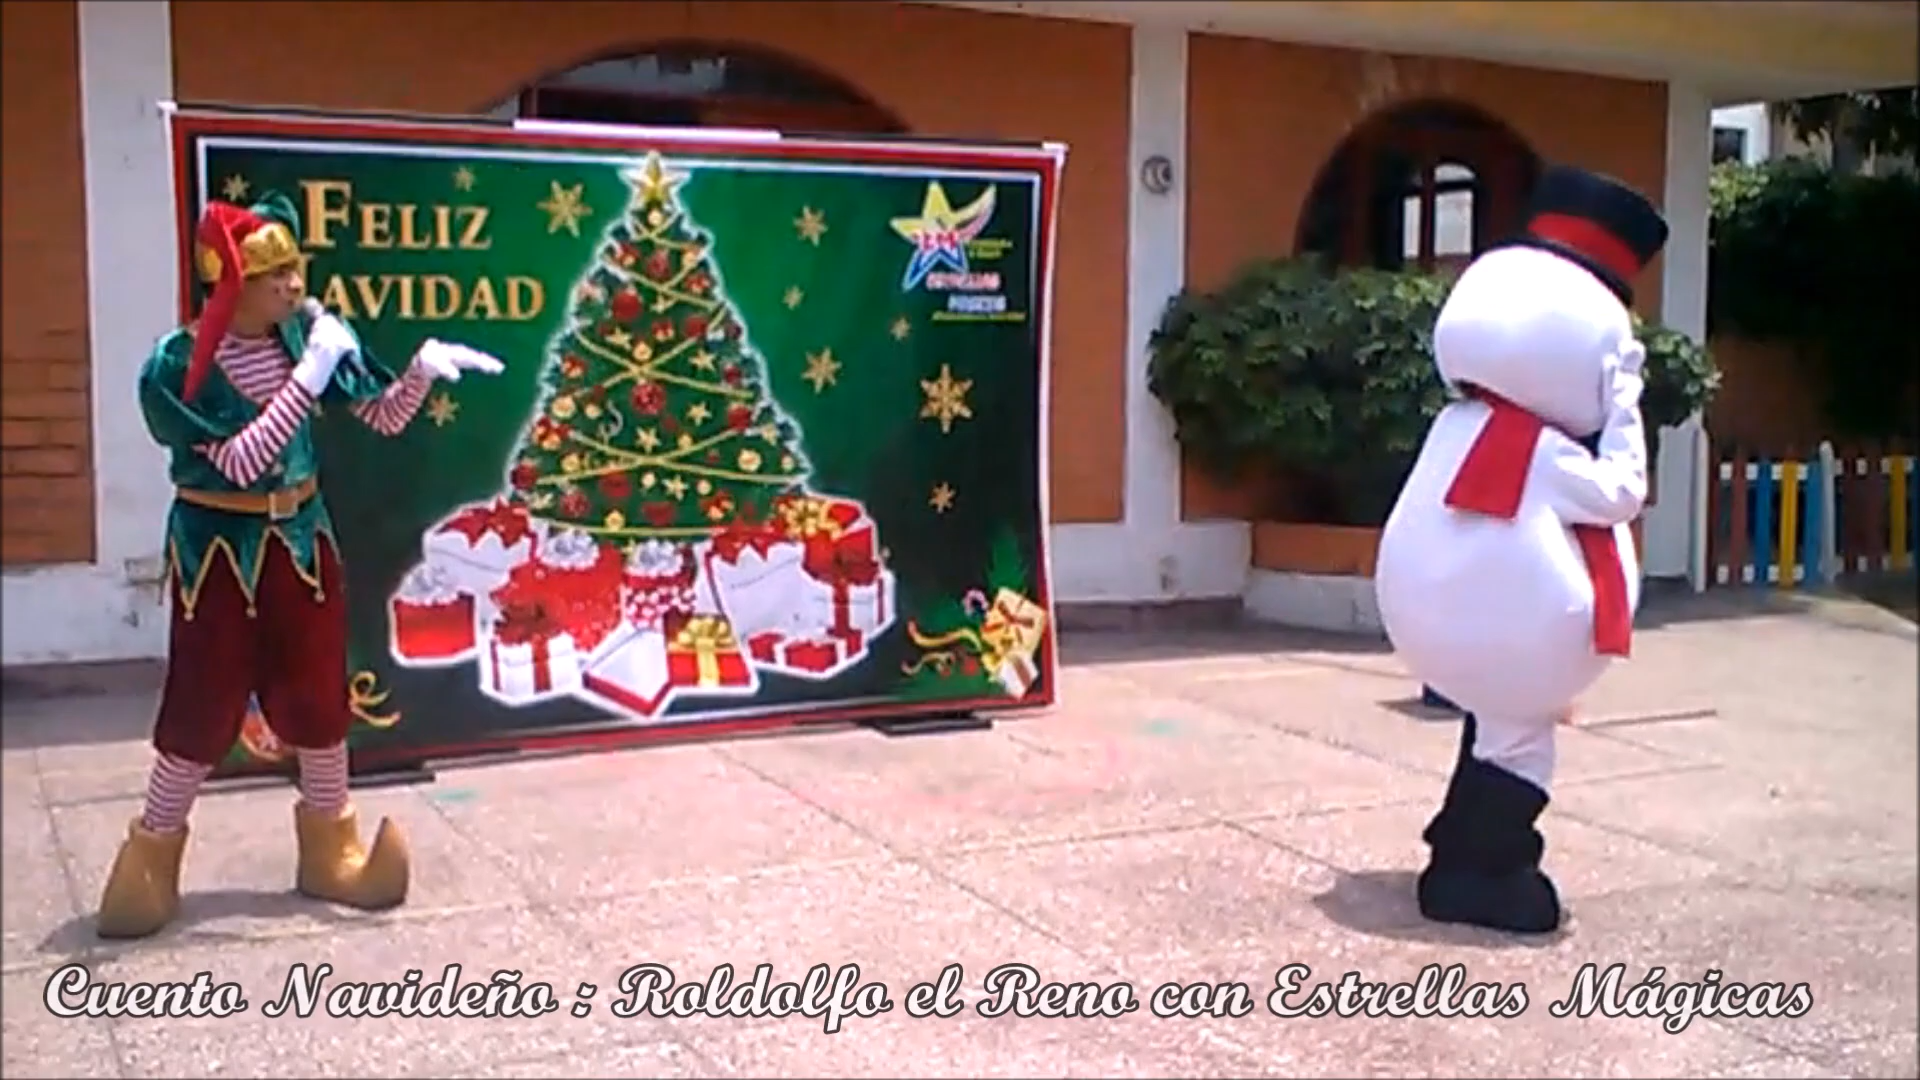 FELIZ
NAVIDAD
Cuento Navideño : Roldolfo el Reno con Estrellas Mágicas